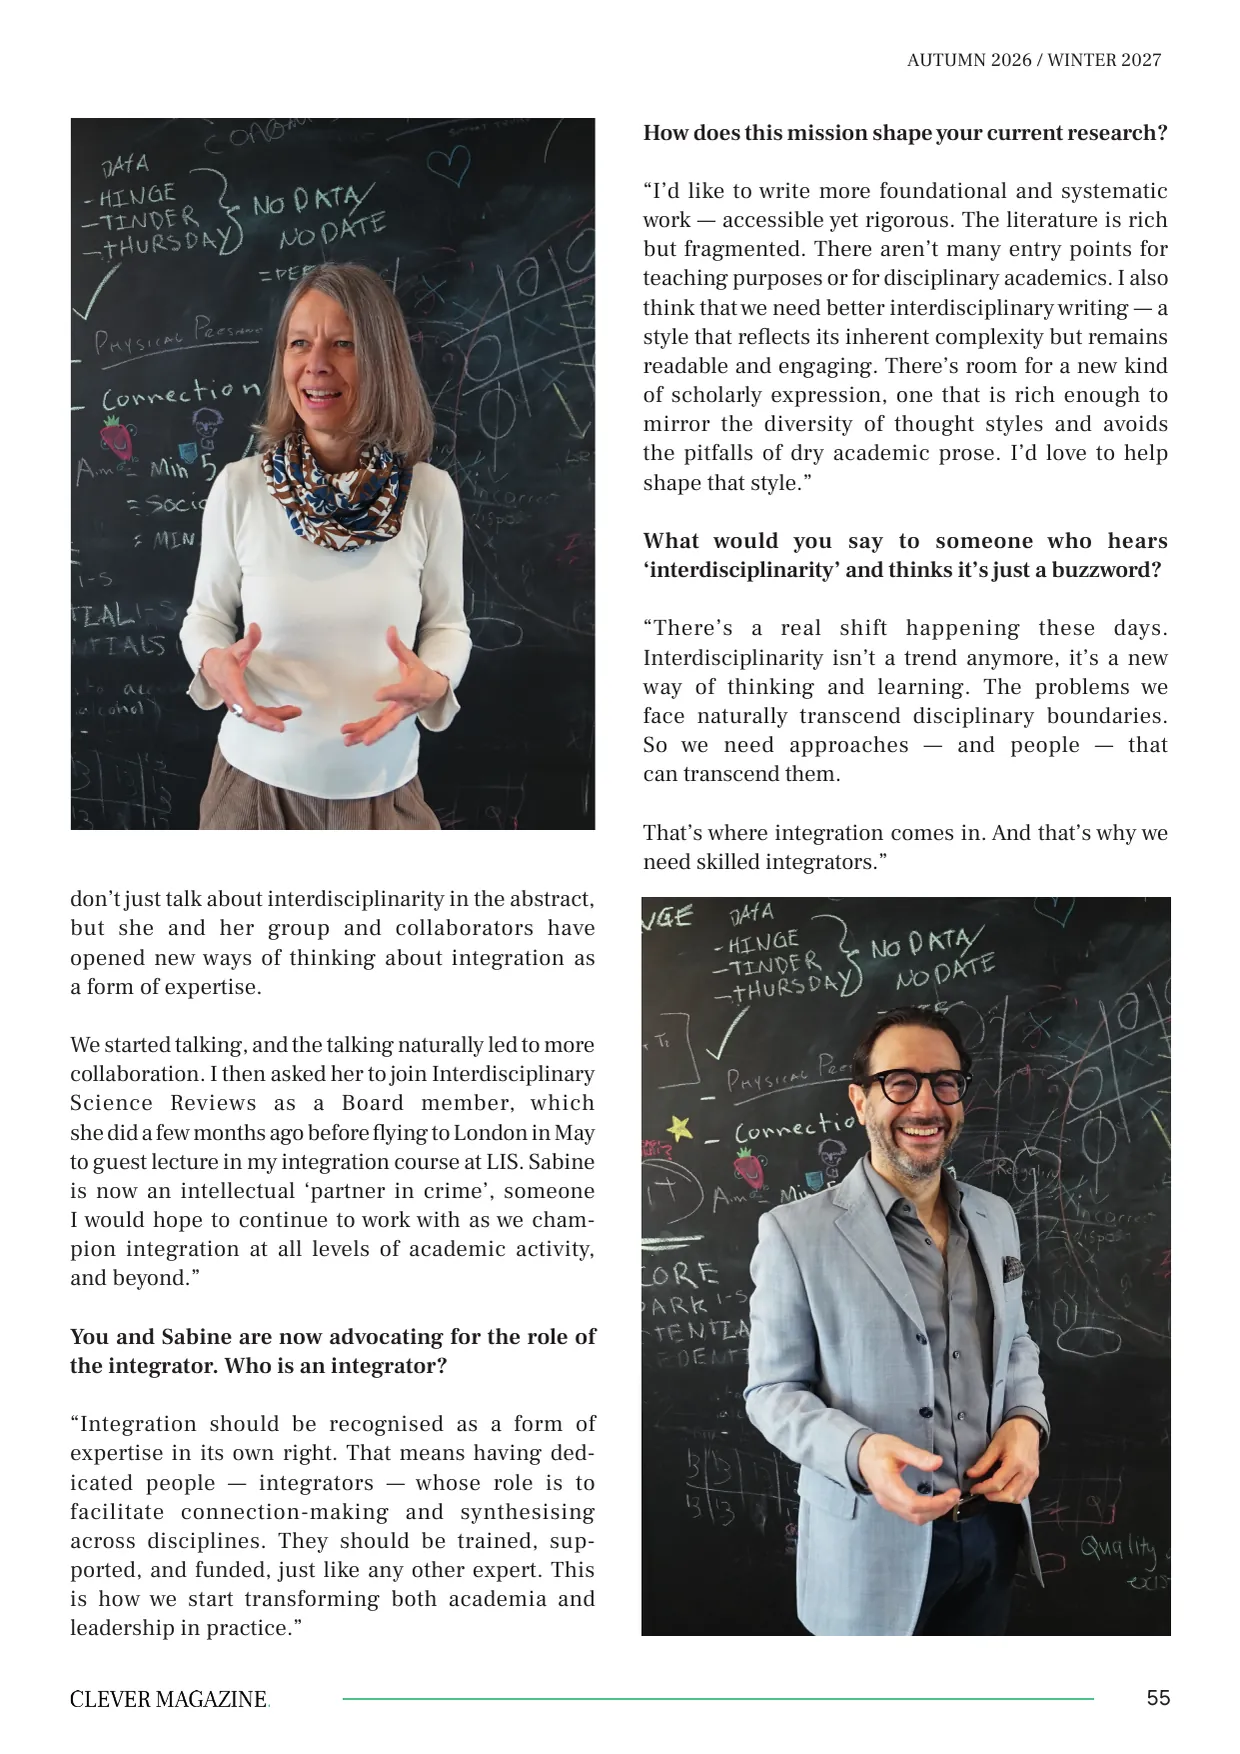 AUTUMN 2026 / WINTER 2027
DATA
- HINGE
- TINDER
- THURSDAY
NO DATA/
NO DATE
PHYSICAL
- Connection
Min 5
= MIN
don’t just talk about interdisciplinarity in the abstract,
but she and her group and collaborators have
opened new ways of thinking about integration as
a form of expertise.
We started talking, and the talking naturally led to more
collaboration. I then asked her to join Interdisciplinary
Science Reviews as a Board member, which
she did a few months ago before flying to London in May
to guest lecture in my integration course at LIS. Sabine
is now an intellectual ‘partner in crime’, someone
I would hope to continue to work with as we cham-
pion integration at all levels of academic activity,
and beyond.”
You and Sabine are now advocating for the role of
the integrator. Who is an integrator?
“Integration should be recognised as a form of
expertise in its own right. That means having ded-
icated people — integrators — whose role is to
facilitate connection-making and synthesising
across disciplines. They should be trained, sup-
ported, and funded, just like any other expert. This
is how we start transforming both academia and
leadership in practice.”
How does this mission shape your current research?
“I’d like to write more foundational and systematic
work — accessible yet rigorous. The literature is rich
but fragmented. There aren’t many entry points for
teaching purposes or for disciplinary academics. I also
think that we need better interdisciplinary writing — a
style that reflects its inherent complexity but remains
readable and engaging. There’s room for a new kind
of scholarly expression, one that is rich enough to
mirror the diversity of thought styles and avoids
the pitfalls of dry academic prose. I’d love to help
shape that style.”
What would you say to someone who hears
‘interdisciplinarity’ and thinks it’s just a buzzword?
“There’s a real shift happening these days.
Interdisciplinarity isn’t a trend anymore, it’s a new
way of thinking and learning. The problems we
face naturally transcend disciplinary boundaries.
So we need approaches — and people — that
can transcend them.
That’s where integration comes in. And that’s why we
need skilled integrators.”
DATA
- HINGE
- TINDER
- THURSDAY
NO DATA/
NO DATE
PHYSICAL
Quality
CLEVER MAGAZINE.
55